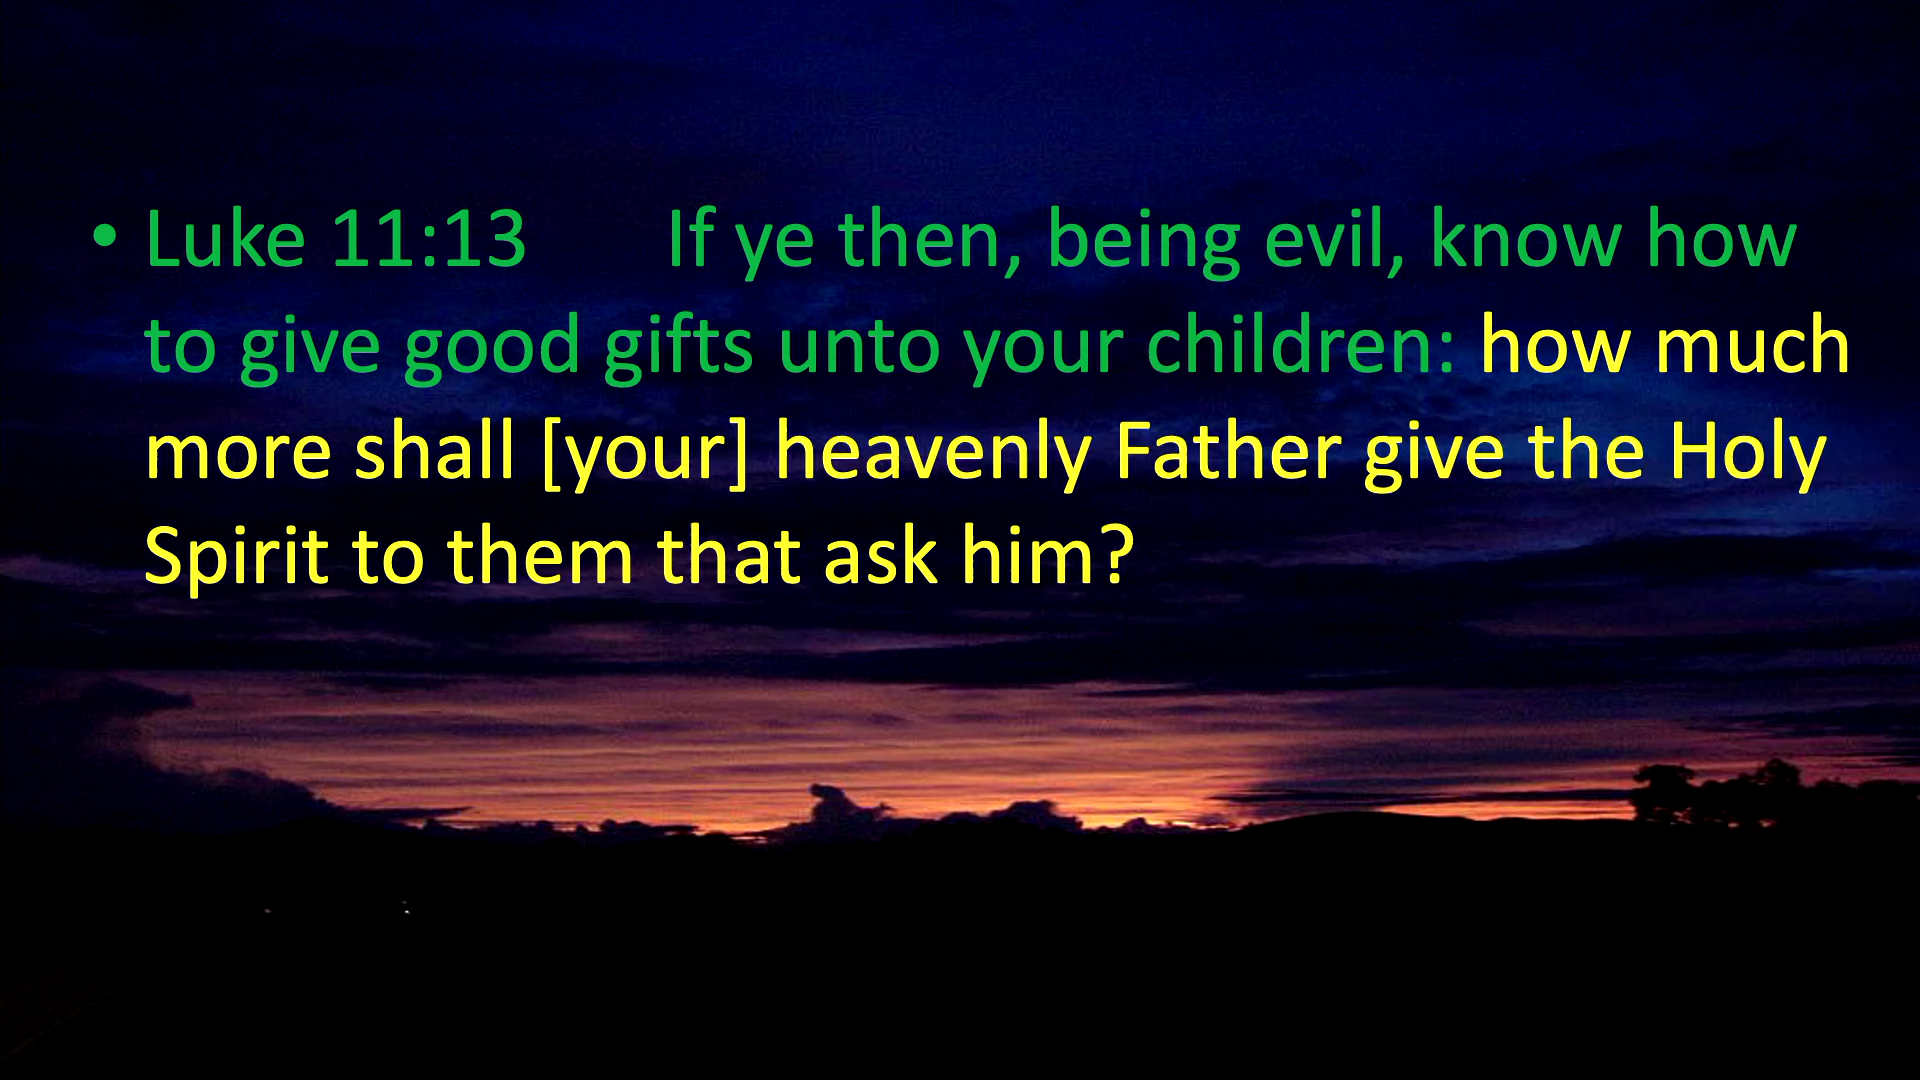 • Luke 11:13 If ye then, being evil, know how
to give good gifts unto your children: how much
more shall [your] heavenly Father give the Holy
Spirit to them that ask him?